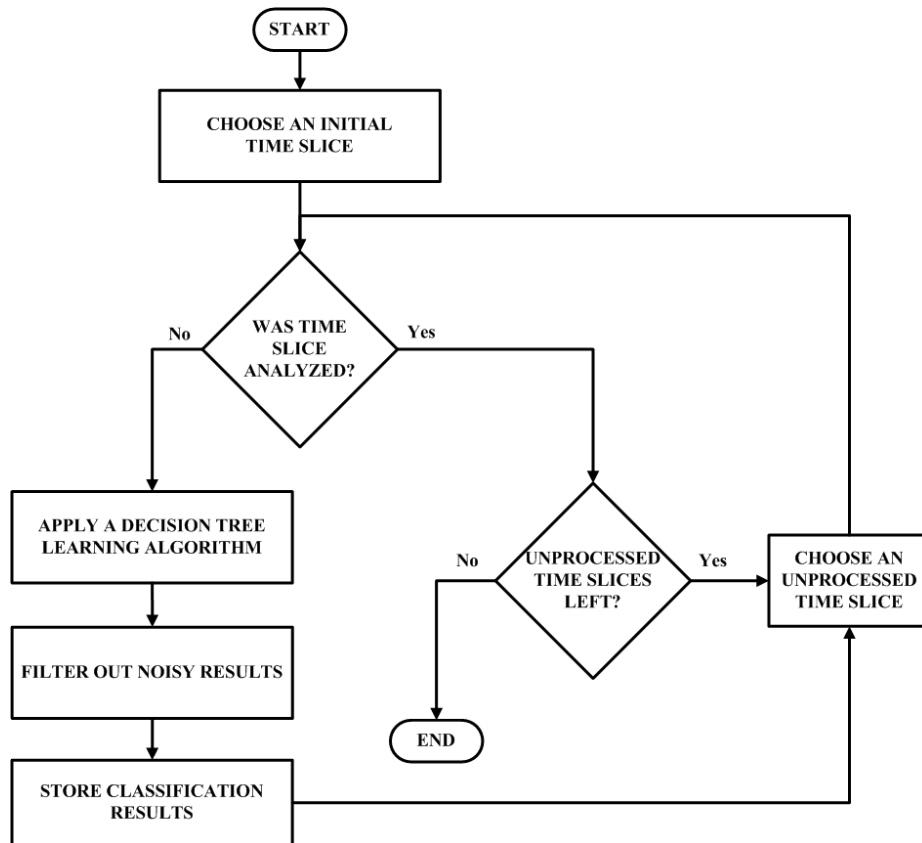 START
CHOOSE AN INITIAL
TIME SLICE
WAS TIME
SLICE
ANALYZED?
No
Yes
APPLY A DECISION TREE
LEARNING ALGORITHM
FILTER OUT NOISY RESULTS
STORE CLASSIFICATION
RESULTS
UNPROCESSED
TIME SLICES
LEFT?
No
Yes
END
CHOOSE AN
UNPROCESSED
TIME SLICE